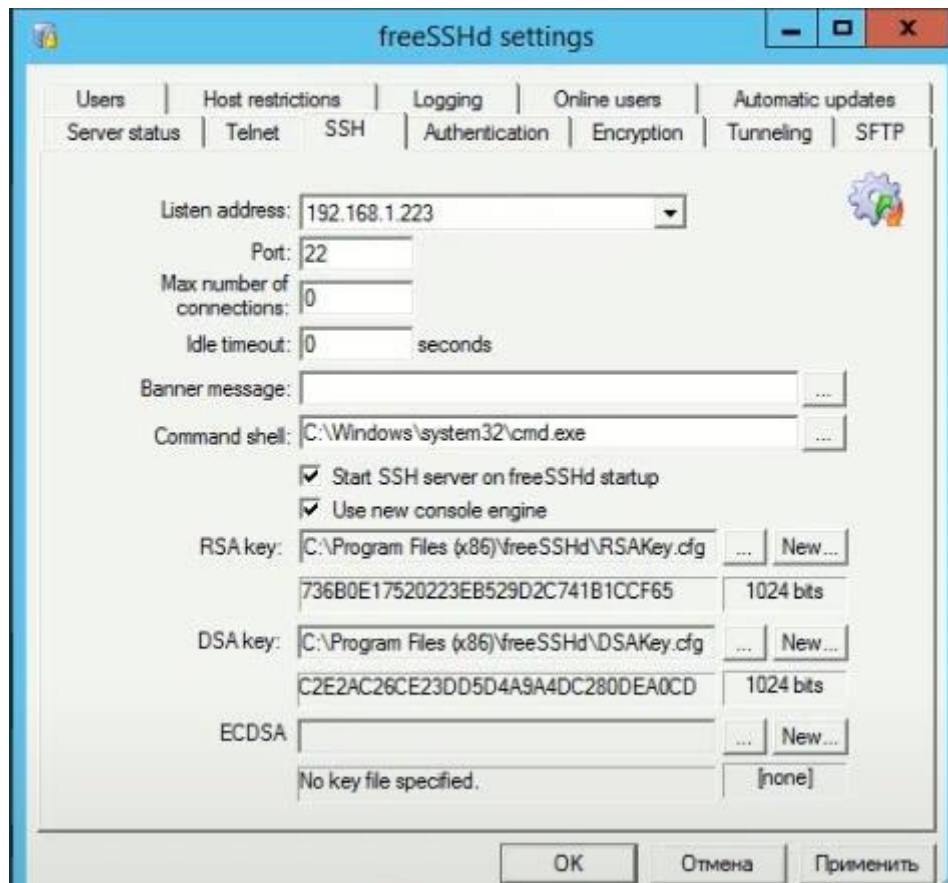 freeSSHd settings
Users Host restrictions Logging Online users Automatic updates
Server status Telnet SSH Authentication Encryption Tunneling SFTP
Listen address: 192.168.1.223
Port: 22
Max number of
connections: 0
Idle timeout: 0 seconds
Banner message: ...
Command shell: C:\Windows\system32\cmd.exe ...
Start SSH server on freeSSHd startup
Use new console engine
RSA key: C:\Program Files (x86)\freeSSHd\RSAKey.cfg ... New...
736B0E17520223EB529D2C741B1CCF65 1024 bits
DSA key: C:\Program Files (x86)\freeSSHd\DSAKey.cfg ... New...
C2E2AC26CE23DD5D4A9A4DC280DEA0CD 1024 bits
ECDSA ... New...
No key file specified. [none]
OK Отмена Применить